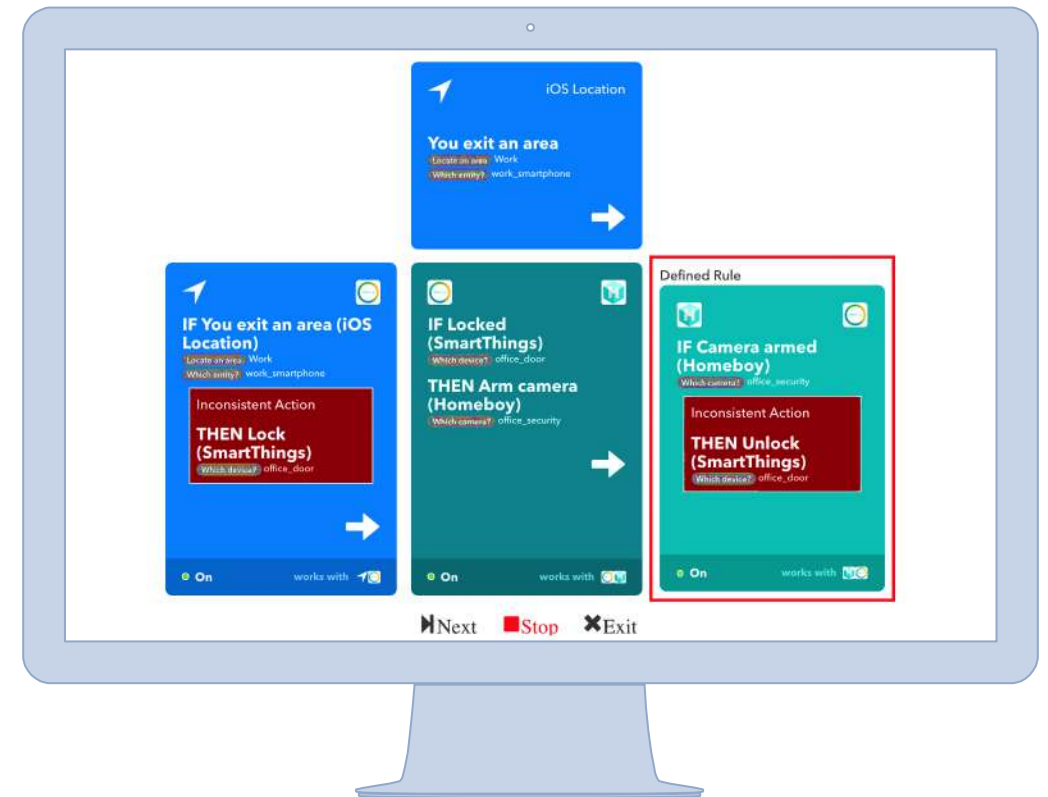 iOS Location
You exit an area
Locate an area Work
Which entity? work_smartphone
IF You exit an area (iOS
Location)
Locate an area Work
Which entity? work_smartphone
Inconsistent Action
THEN Lock
(SmartThings)
Which device? office_door
On works with
IF Locked
(SmartThings)
Which device? office_door
THEN Arm camera
(Homeboy)
Which camera? office_security
On works with
Defined Rule
IF Camera armed
(Homeboy)
Which camera? office_security
Inconsistent Action
THEN Unlock
(SmartThings)
Which device? office_door
On works with
Next Stop Exit